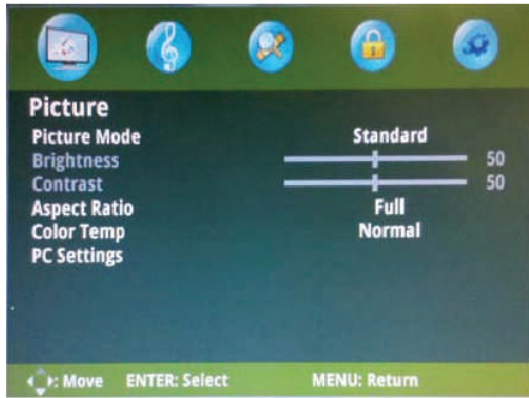 Picture
Picture Mode Standard
Brightness 50
Contrast 50
Aspect Ratio Full
Color Temp Normal
PC Settings
: Move ENTER: Select MENU: Return